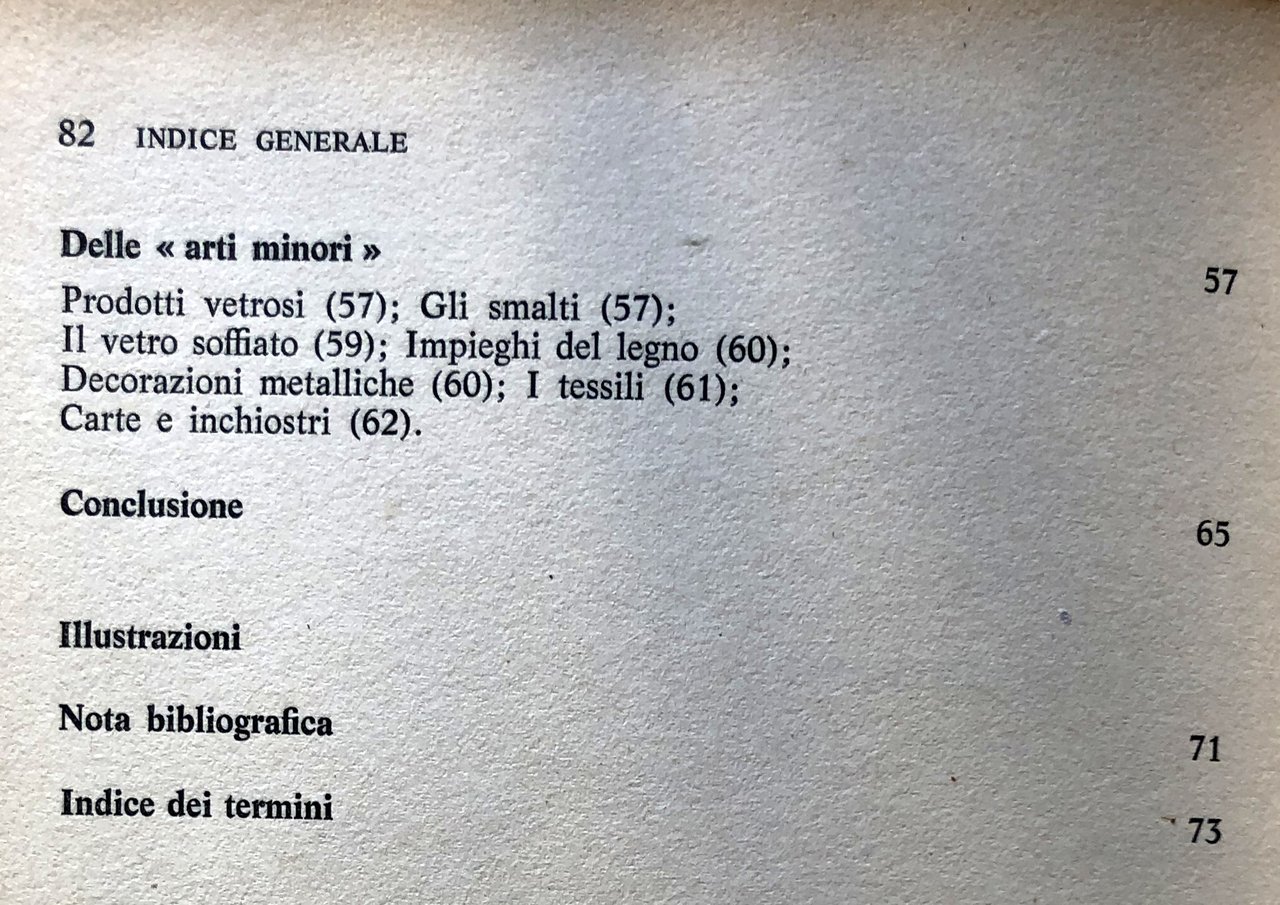 82 INDICE GENERALE
Delle « arti minori » 57
Prodotti vetrosi (57); Gli smalti (57);
Il vetro soffiato (59); Impieghi del legno (60);
Decorazioni metalliche (60); I tessili (61);
Carte e inchiostri (62).
Conclusione 65
Illustrazioni
Nota bibliografica 71
Indice dei termini 73